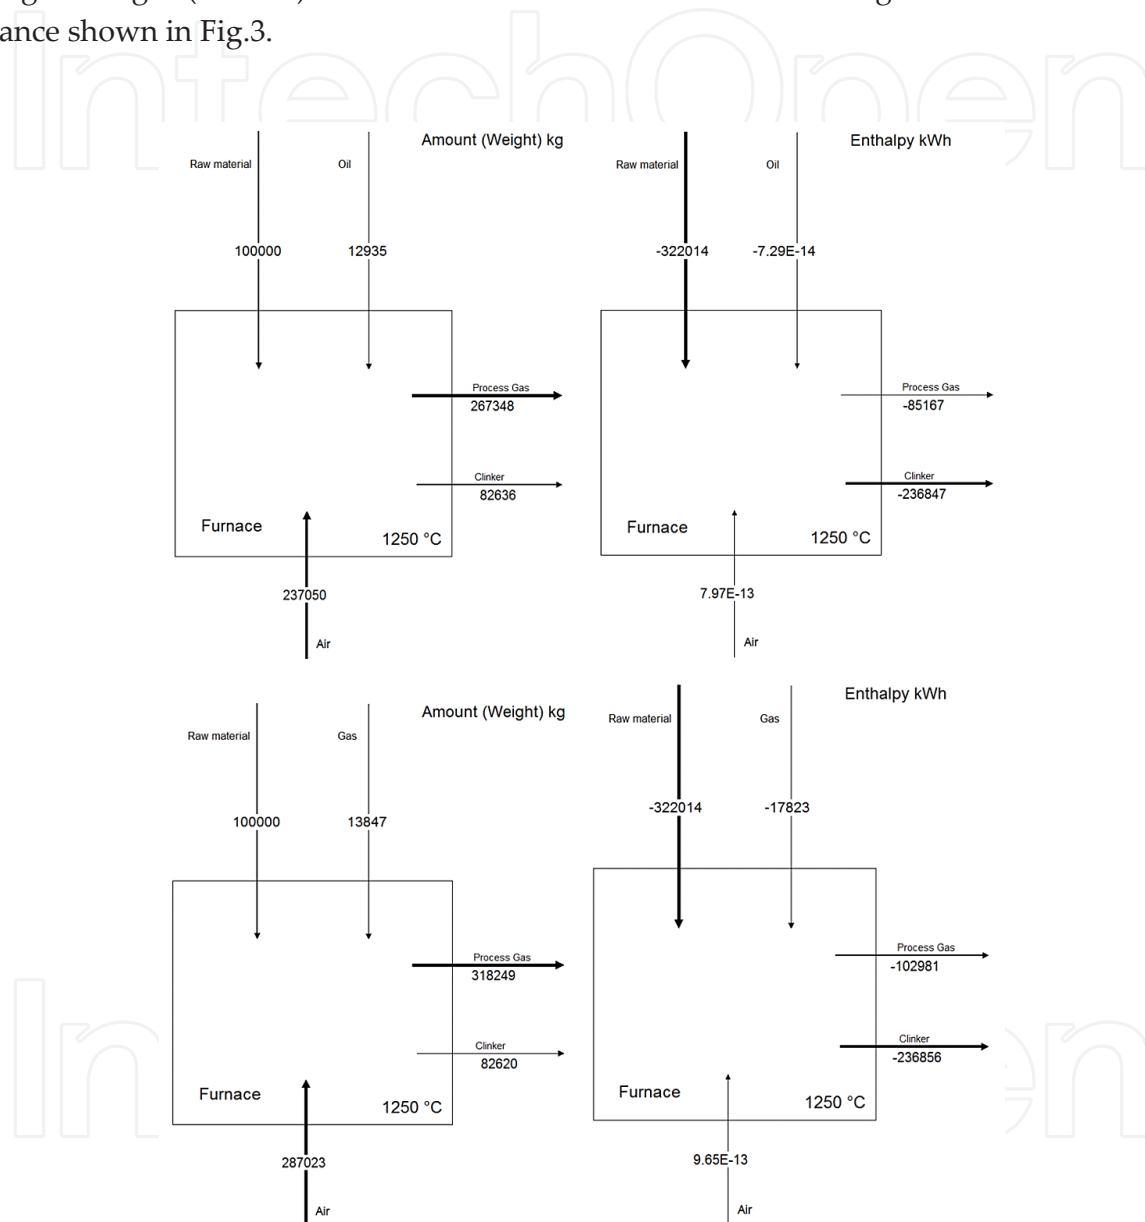 ance shown in Fig.3.
IntechOpen
Amount (Weight) kg
Raw material
Oil
100000
12935
Process Gas
267348
Clinker
82636
Furnace
1250 °C
237050
Air
Enthalpy kWh
Raw material
Oil
-322014
-7.29E-14
Process Gas
-85167
Clinker
-236847
Furnace
1250 °C
7.97E-13
Air
Amount (Weight) kg
Raw material
Gas
100000
13847
Process Gas
318249
Clinker
82620
Furnace
1250 °C
287023
Air
Enthalpy kWh
Raw material
Gas
-322014
-17823
Process Gas
-102981
Clinker
-236856
Furnace
1250 °C
9.65E-13
Air
In
en